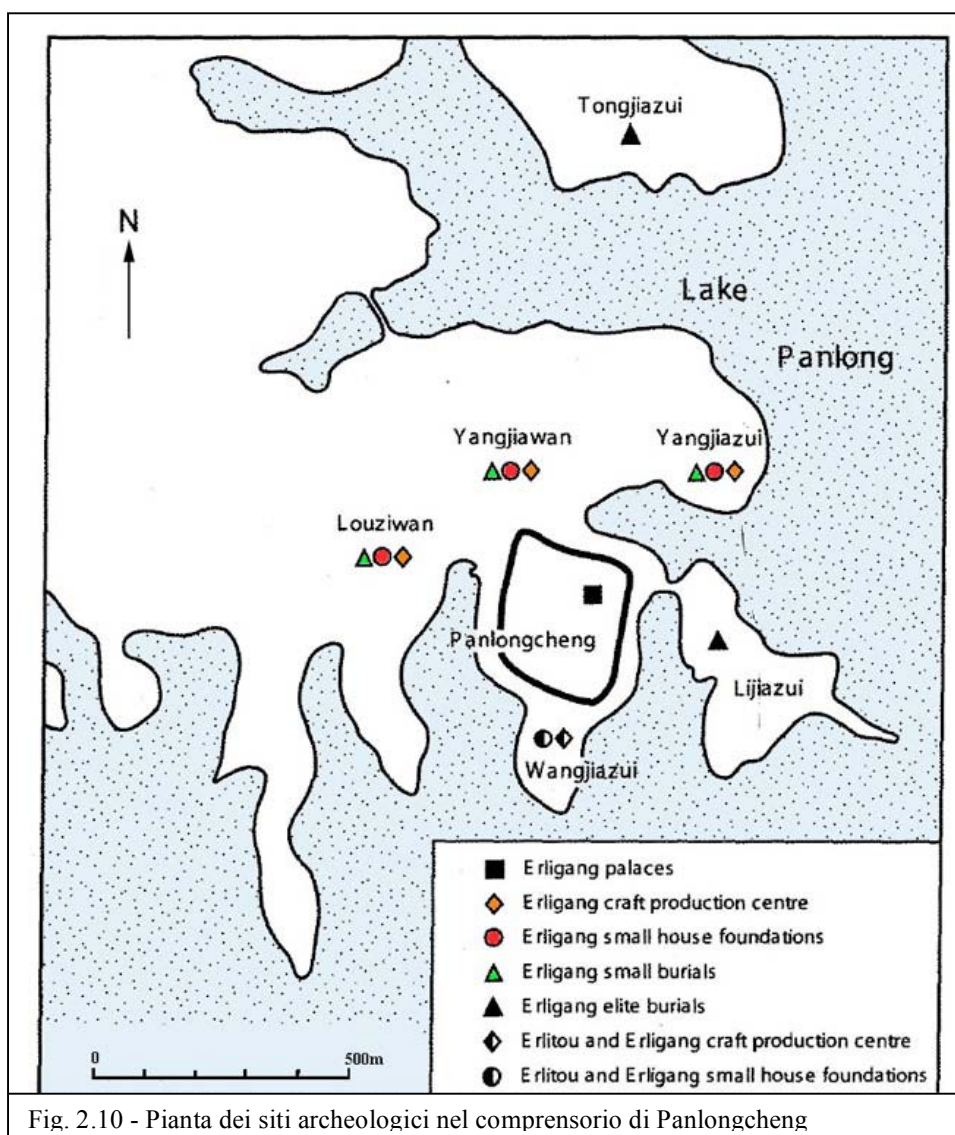 Tongjiazui
N
Lake
Panlong
Yangjiawan
Yangjiazui
Louziwan
Panlongcheng
Lijiazui
Wangjiazui
Erligang palaces
Erligang craft production centre
Erligang small house foundations
Erligang small burials
Erligang elite burials
Erlitou and Erligang craft production centre
Erlitou and Erligang small house foundations
0 500m
Fig. 2.10 - Pianta dei siti archeologici nel comprensorio di Panlongcheng